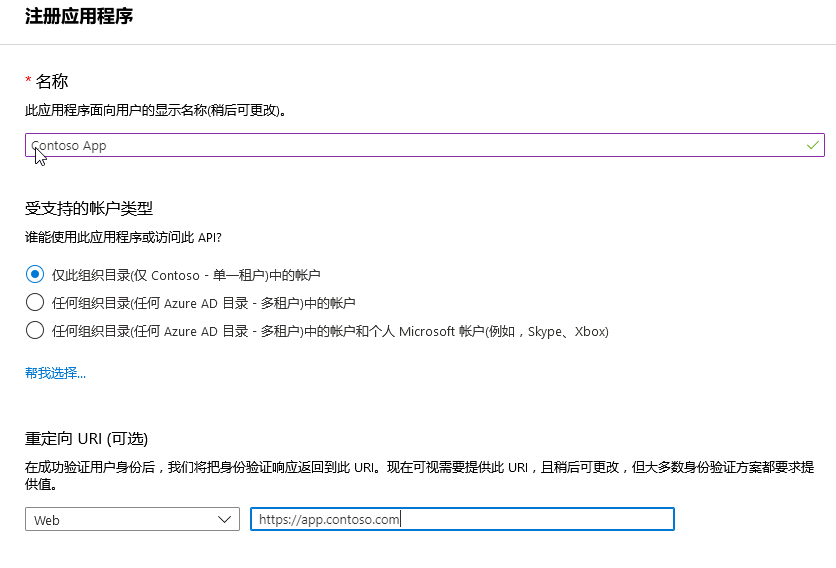 注册应用程序
* 名称
此应用程序面向用户的显示名称(稍后可更改)。
Contoso App
受支持的帐户类型
谁能使用此应用程序或访问此 API?
仅此组织目录(仅 Contoso - 单一租户)中的帐户
任何组织目录(任何 Azure AD 目录 - 多租户)中的帐户
任何组织目录(任何 Azure AD 目录 - 多租户)中的帐户和个人 Microsoft 帐户(例如，Skype、Xbox)
帮我选择...
重定向 URI (可选)
在成功验证用户身份后，我们将把身份验证响应返回到此 URI。现在可视需要提供此 URI，且稍后可更改，但大多数身份验证方案都要求提
供值。
Web https://app.contoso.com